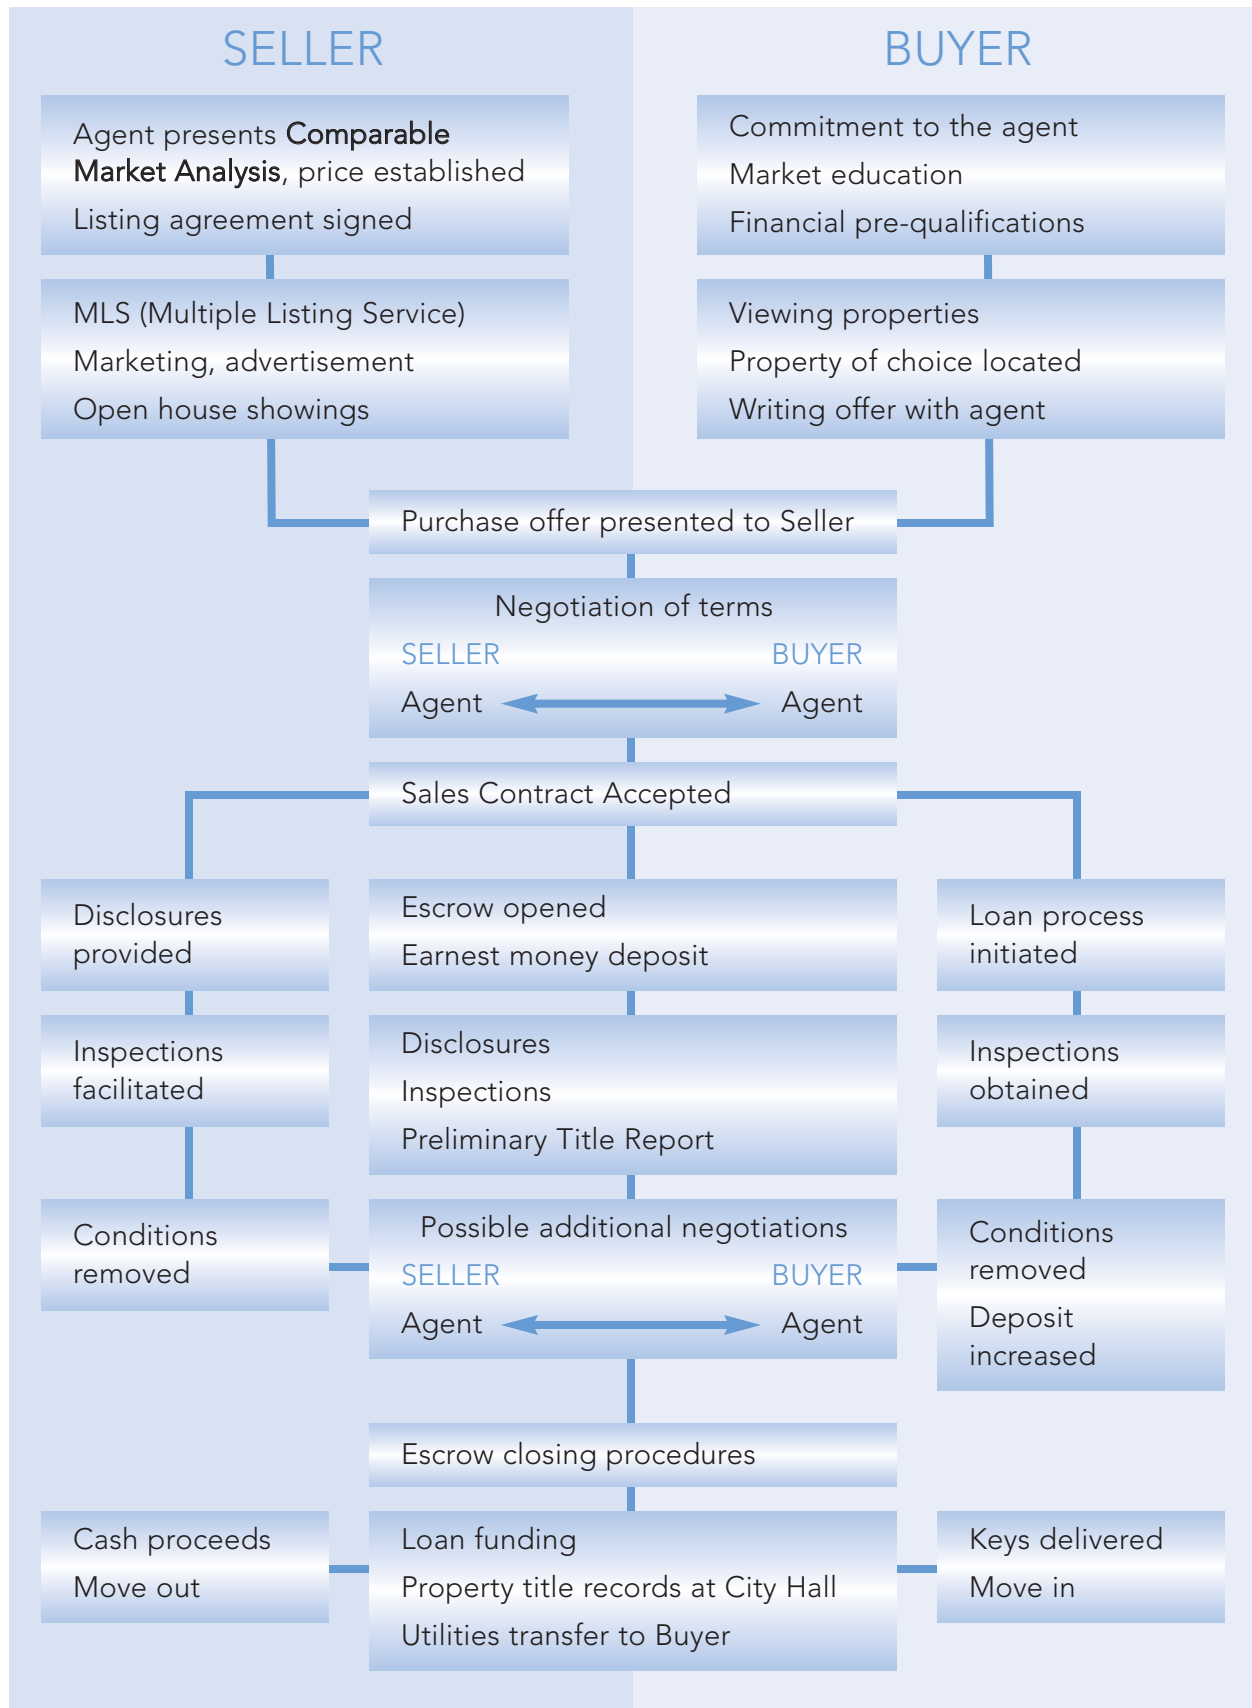 SELLER
BUYER
Agent presents Comparable
Market Analysis, price established
Listing agreement signed
Commitment to the agent
Market education
Financial pre-qualifications
MLS (Multiple Listing Service)
Marketing, advertisement
Open house showings
Viewing properties
Property of choice located
Writing offer with agent
Purchase offer presented to Seller
Negotiation of terms
SELLER
BUYER
Agent
Agent
Sales Contract Accepted
Disclosures
provided
Escrow opened
Earnest money deposit
Loan process
initiated
Inspections
facilitated
Disclosures
Inspections
Preliminary Title Report
Inspections
obtained
Conditions
removed
Possible additional negotiations
SELLER
BUYER
Agent
Agent
Conditions
removed
Deposit
increased
Escrow closing procedures
Cash proceeds
Move out
Loan funding
Property title records at City Hall
Utilities transfer to Buyer
Keys delivered
Move in